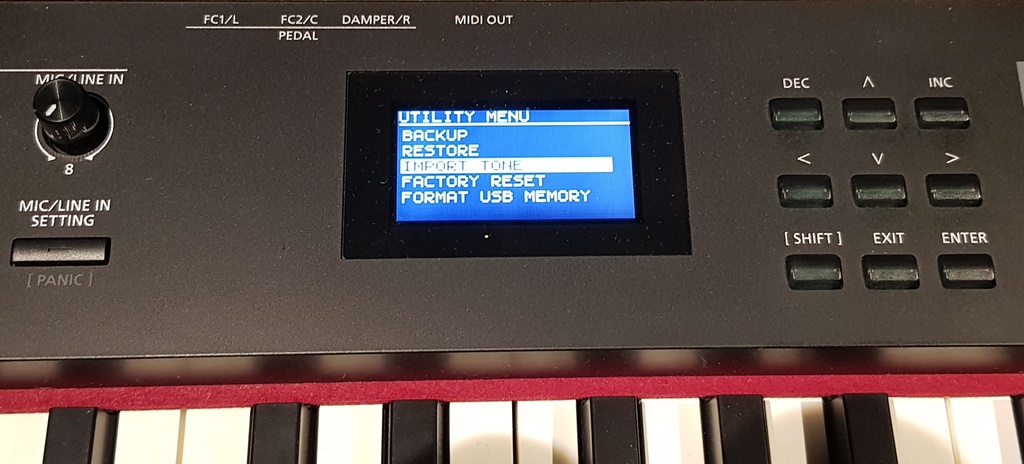 FC1/L FC2/C DAMPER/R MIDI OUT
PEDAL
MIC/LINE IN
8
MIC/LINE IN
SETTING
[ PANIC ]
UTILITY MENU
BACKUP
RESTORE
IMPORT TONE
FACTORY RESET
FORMAT USB MEMORY
DEC ∧ INC
< ∨ >
[ SHIFT ] EXIT ENTER